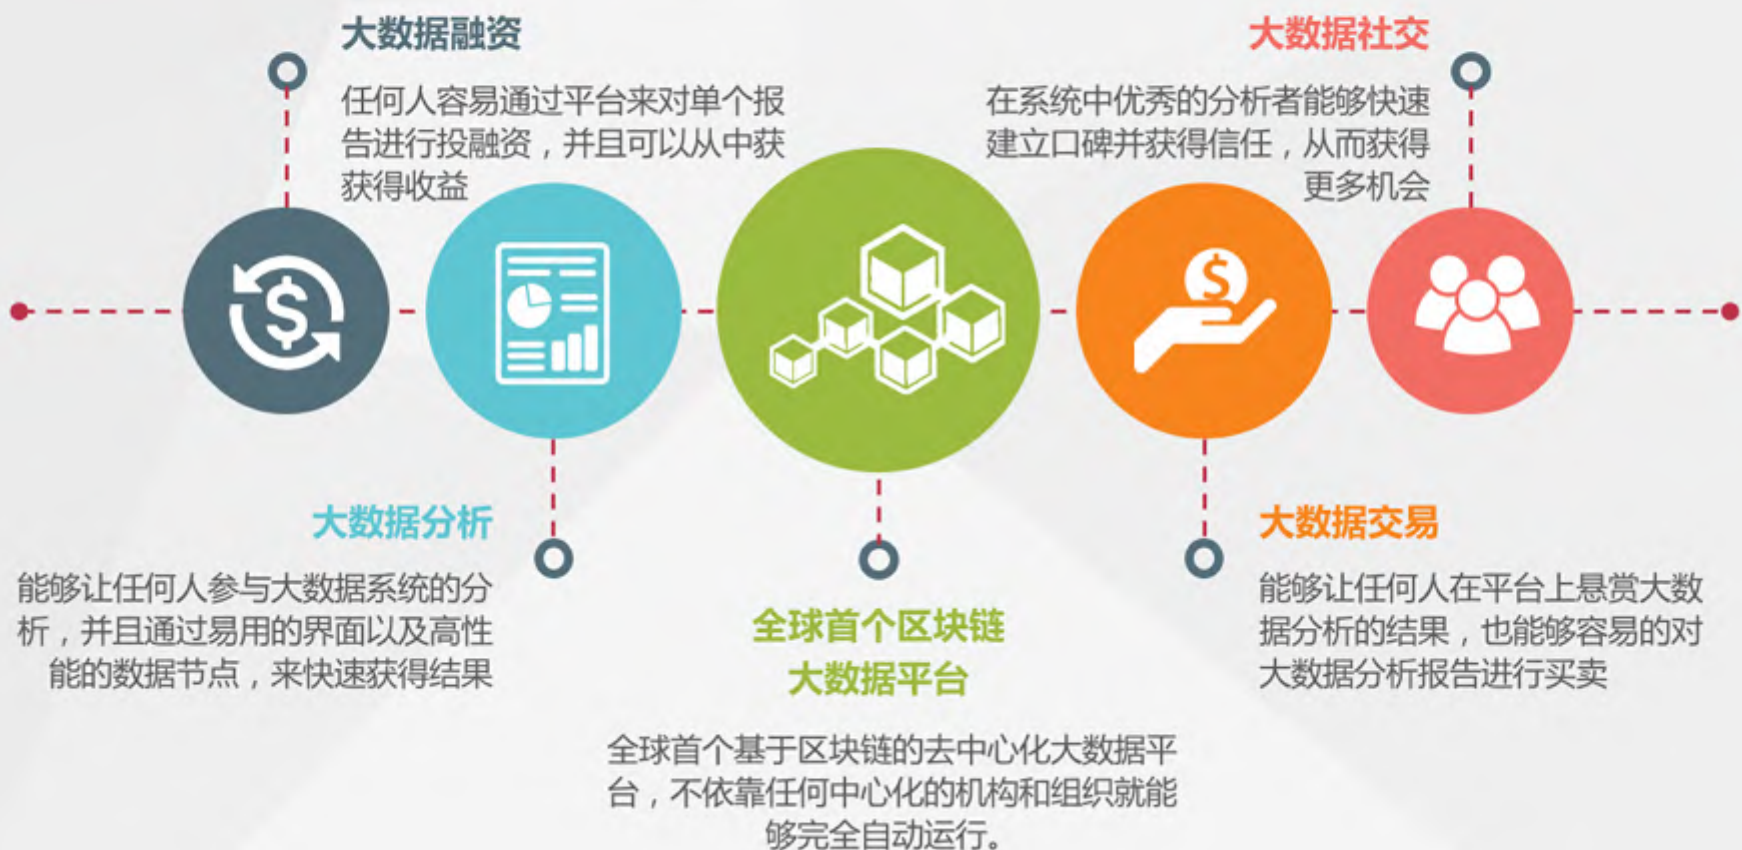 大数据融资
任何人容易通过平台来对单个报
告进行投融资，并且可以从中获
获得收益
大数据社交
在系统中优秀的分析者能够快速
建立口碑并获得信任，从而获得
更多机会
$
$
大数据分析
能够让任何人参与大数据系统的分
析，并且通过易用的界面以及高性
能的数据节点，来快速获得结果
全球首个区块链
大数据平台
全球首个基于区块链的去中心化大数据平
台，不依靠任何中心化的机构和组织就能
够完全自动运行。
大数据交易
能够让任何人在平台上悬赏大数
据分析的结果，也能够容易的对
大数据分析报告进行买卖